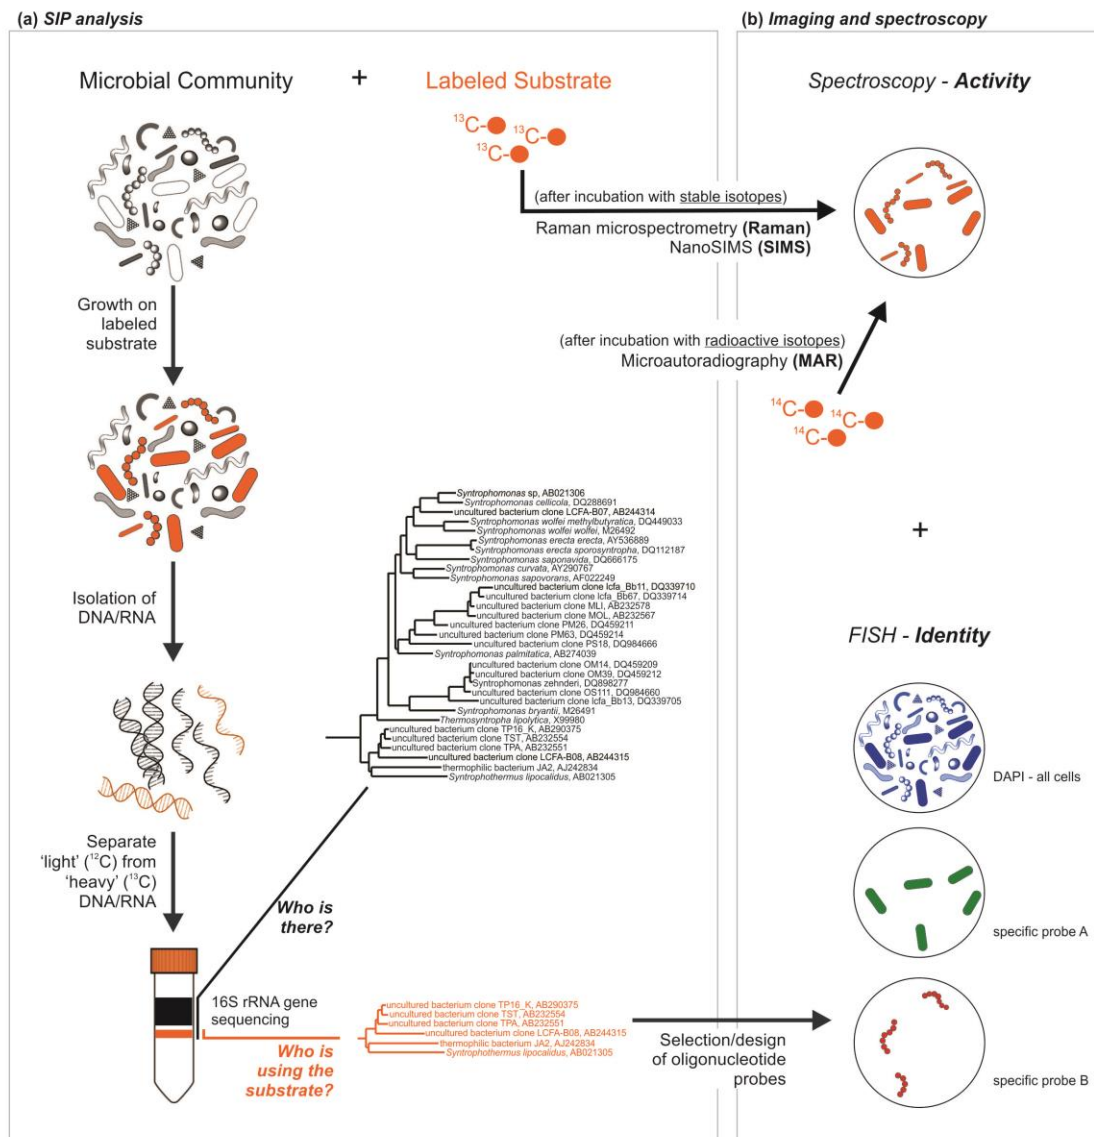 (a) SIP analysis
Microbial Community
+
Labeled Substrate
¹³C-
¹³C-
¹³C-
Growth on
labeled
substrate
Isolation of
DNA/RNA
Separate
'light' (¹²C) from
'heavy' (¹³C)
DNA/RNA
Syntrophomonas sp, AB021306
Syntrophomonas cellicola, DQ288691
uncultured bacterium clone LCFA-B07, AB244314
Syntrophomonas wolfei methylbutyratica, DQ449033
Syntrophomonas wolfei wolfei, M26492
Syntrophomonas erecta erecta, AY536889
Syntrophomonas erecta sporosyntropha, DQ112187
Syntrophomonas saponavida, DQ666175
Syntrophomonas curvata, AY290767
Syntrophomonas sapovorans, AF022249
uncultured bacterium clone lcfa_Bb11, DQ339710
uncultured bacterium clone lcfa_Bb67, DQ339714
uncultured bacterium clone MLI, AB232578
uncultured bacterium clone MOL, AB232567
uncultured bacterium clone PM26, DQ459211
uncultured bacterium clone PM63, DQ459214
uncultured bacterium clone PS18, DQ984666
Syntrophomonas palmitatica, AB274039
uncultured bacterium clone OM14, DQ459209
uncultured bacterium clone OM39, DQ459212
Syntrophomonas zehnderi, DQ898277
uncultured bacterium clone OS111, DQ984660
uncultured bacterium clone lcfa_Bb13, DQ339705
Syntrophomonas bryantii, M26491
Thermosyntropha lipolytica, X99980
uncultured bacterium clone TP16_K, AB290375
uncultured bacterium clone TST, AB232554
uncultured bacterium clone TPA, AB232551
uncultured bacterium clone LCFA-B08, AB244315
thermophilic bacterium JA2, AJ242834
Syntrophothermus lipocalidus, AB021305
Who is
there?
16S rRNA gene
sequencing
Who is
using the
substrate?
uncultured bacterium clone TP16_K, AB290375
uncultured bacterium clone TST, AB232554
uncultured bacterium clone TPA, AB232551
uncultured bacterium clone LCFA-B08, AB244315
thermophilic bacterium JA2, AJ242834
Syntrophothermus lipocalidus, AB021305
Selection/design
of oligonucleotide
probes
(b) Imaging and spectroscopy
Spectroscopy - Activity
(after incubation with stable isotopes)
Raman microspectrometry (Raman)
NanoSIMS (SIMS)
(after incubation with radioactive isotopes)
Microautoradiography (MAR)
¹⁴C-
¹⁴C-
¹⁴C-
+
FISH - Identity
DAPI - all cells
specific probe A
specific probe B